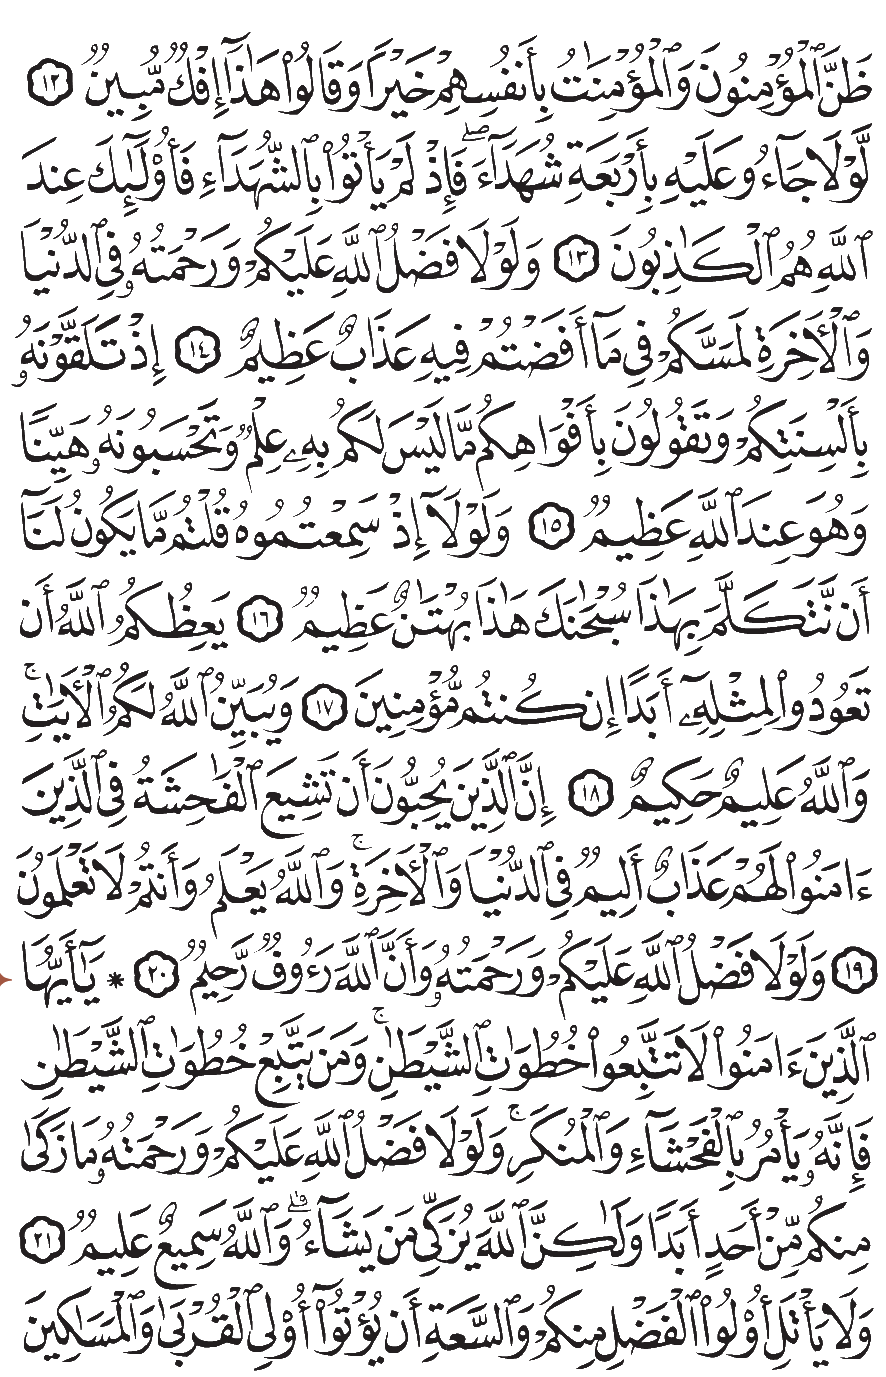 ظَنَّ ٱلْمُؤْمِنُونَ وَٱلْمُؤْمِنَٰتُ بِأَنفُسِهِمْ خَيْرًا وَقَالُوا۟ هَٰذَآ إِفْكٌ مُّبِينٌ ١٢
لَّوْلَا جَآءُو عَلَيْهِ بِأَرْبَعَةِ شُهَدَآءَ ۖ فَإِذْ لَمْ يَأْتُوا۟ بِٱلشُّهَدَآءِ فَأُو۟لَٰٓئِكَ عِندَ
ٱللَّهِ هُمُ ٱلْكَٰذِبُونَ ١٣ وَلَوْلَا فَضْلُ ٱللَّهِ عَلَيْكُمْ وَرَحْمَتُهُۥ فِى ٱلدُّنْيَا
وَٱلْـَٔاخِرَةِ لَمَسَّكُمْ فِى مَآ أَفَضْتُمْ فِيهِ عَذَابٌ عَظِيمٌ ١٤ إِذْ تَلَقَّوْنَهُۥ
بِأَلْسِنَتِكُمْ وَتَقُولُونَ بِأَفْوَاهِكُم مَّا لَيْسَ لَكُم بِهِۦ عِلْمٌ وَتَحْسَبُونَهُۥ هَيِّنًا
وَهُوَ عِندَ ٱللَّهِ عَظِيمٌ ١٥ وَلَوْلَآ إِذْ سَمِعْتُمُوهُ قُلْتُم مَّا يَكُونُ لَنَآ
أَن نَّتَكَلَّمَ بِهَٰذَا سُبْحَٰنَكَ هَٰذَا بُهْتَٰنٌ عَظِيمٌ ١٦ يَعِظُكُمُ ٱللَّهُ أَن
تَعُودُوا۟ لِمِثْلِهِۦٓ أَبَدًا إِن كُنتُم مُّؤْمِنِينَ ١٧ وَيُبَيِّنُ ٱللَّهُ لَكُمُ ٱلْـَٔايَٰتِ ۚ
وَٱللَّهُ عَلِيمٌ حَكِيمٌ ١٨ إِنَّ ٱلَّذِينَ يُحِبُّونَ أَن تَشِيعَ ٱلْفَٰحِشَةُ فِى ٱلَّذِينَ
ءَامَنُوا۟ لَهُمْ عَذَابٌ أَلِيمٌ فِى ٱلدُّنْيَا وَٱلْـَٔاخِرَةِ ۚ وَٱللَّهُ يَعْلَمُ وَأَنتُمْ لَا تَعْلَمُونَ
١٩ وَلَوْلَا فَضْلُ ٱللَّهِ عَلَيْكُمْ وَرَحْمَتُهُۥ وَأَنَّ ٱللَّهَ رَءُوفٌ رَّحِيمٌ ٢٠ * يَٰٓأَيُّهَا
ٱلَّذِينَ ءَامَنُوا۟ لَا تَتَّبِعُوا۟ خُطُوَٰتِ ٱلشَّيْطَٰنِ ۚ وَمَن يَتَّبِعْ خُطُوَٰتِ ٱلشَّيْطَٰنِ
فَإِنَّهُۥ يَأْمُرُ بِٱلْفَحْشَآءِ وَٱلْمُنكَرِ ۚ وَلَوْلَا فَضْلُ ٱللَّهِ عَلَيْكُمْ وَرَحْمَتُهُۥ مَا زَكَىٰ
مِنكُم مِّنْ أَحَدٍ أَبَدًا وَلَٰكِنَّ ٱللَّهَ يُزَكِّى مَن يَشَآءُ ۗ وَٱللَّهُ سَمِيعٌ عَلِيمٌ ٢١
وَلَا يَأْتَلِ أُو۟لُوا۟ ٱلْفَضْلِ مِنكُمْ وَٱلسَّعَةِ أَن يُؤْتُوٓا۟ أُو۟لِى ٱلْقُرْبَىٰ وَٱلْمَسَٰكِينَ